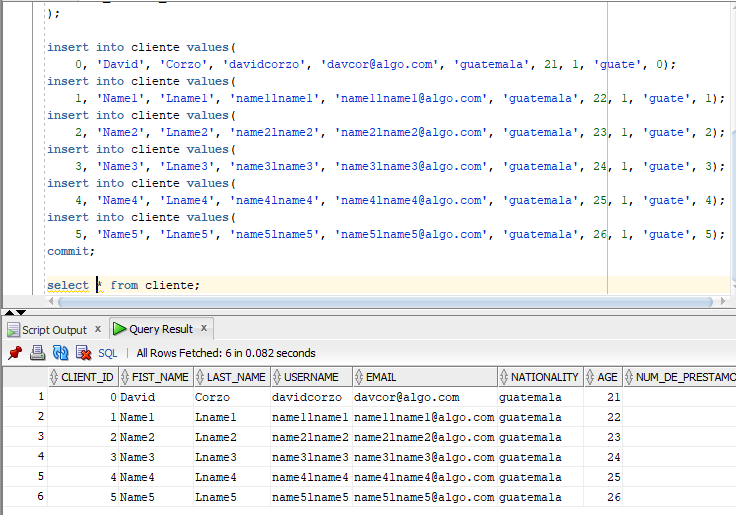 );
insert into cliente values(
0, 'David', 'Corzo', 'davidcorzo', 'davcor@algo.com', 'guatemala', 21, 1, 'guate', 0);
insert into cliente values(
1, 'Name1', 'Lname1', 'name1lname1', 'name1lname1@algo.com', 'guatemala', 22, 1, 'guate', 1);
insert into cliente values(
2, 'Name2', 'Lname2', 'name2lname2', 'name2lname2@algo.com', 'guatemala', 23, 1, 'guate', 2);
insert into cliente values(
3, 'Name3', 'Lname3', 'name3lname3', 'name3lname3@algo.com', 'guatemala', 24, 1, 'guate', 3);
insert into cliente values(
4, 'Name4', 'Lname4', 'name4lname4', 'name4lname4@algo.com', 'guatemala', 25, 1, 'guate', 4);
insert into cliente values(
5, 'Name5', 'Lname5', 'name5lname5', 'name5lname5@algo.com', 'guatemala', 26, 1, 'guate', 5);
commit;
select * from cliente;
Script Output x Query Result x
SQL | All Rows Fetched: 6 in 0.082 seconds
CLIENT_ID FIST_NAME LAST_NAME USERNAME EMAIL NATIONALITY AGE NUM_DE_PRESTAMO
1 0 David Corzo davidcorzo davcor@algo.com guatemala 21
2 1 Name1 Lname1 name1lname1 name1lname1@algo.com guatemala 22
3 2 Name2 Lname2 name2lname2 name2lname2@algo.com guatemala 23
4 3 Name3 Lname3 name3lname3 name3lname3@algo.com guatemala 24
5 4 Name4 Lname4 name4lname4 name4lname4@algo.com guatemala 25
6 5 Name5 Lname5 name5lname5 name5lname5@algo.com guatemala 26